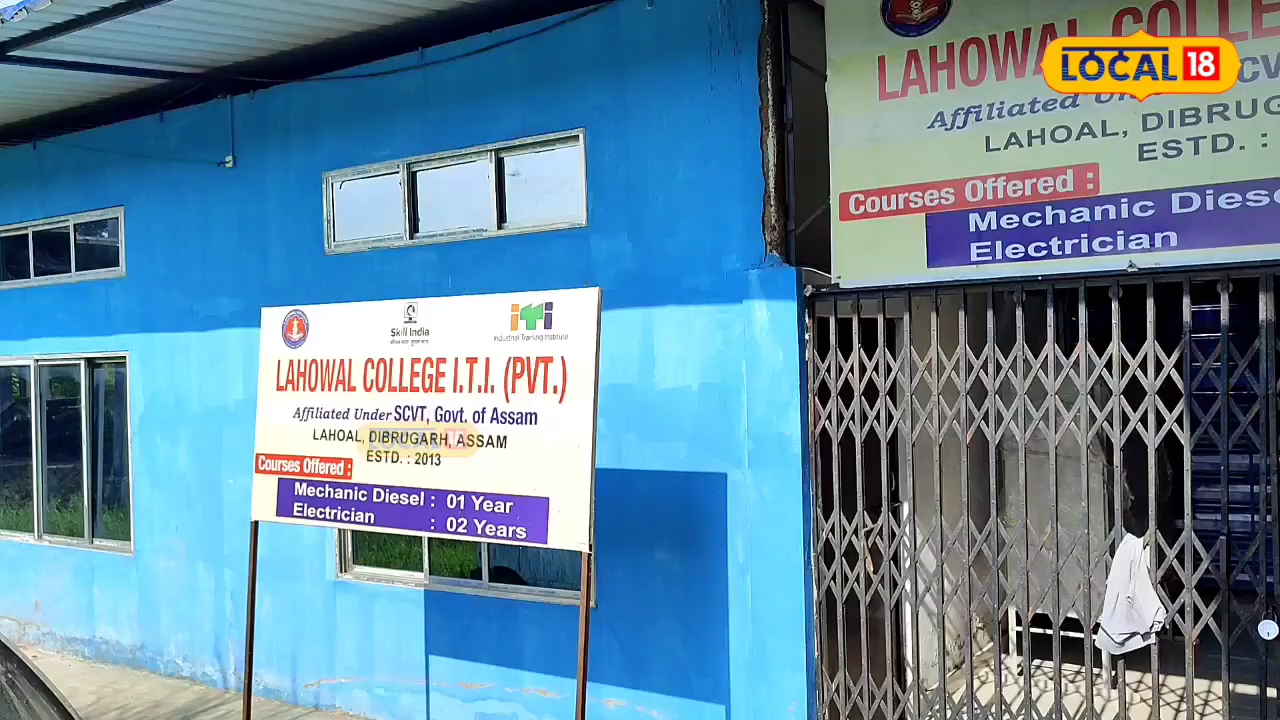 LAHOWAL COLLE
LOCAL 18
Affiliated
LAHOAL, DIBRUG
ESTD. :
Courses Offered :
Mechanic Diese
Electrician
Skill India
iTi
Industrial Training Institute
LAHOWAL COLLEGE I.T.I. (PVT.)
Affiliated Under SCVT, Govt. of Assam
LAHOAL, DIBRUGARH, ASSAM
ESTD. : 2013
Courses Offered :
Mechanic Diesel : 01 Year
Electrician : 02 Years